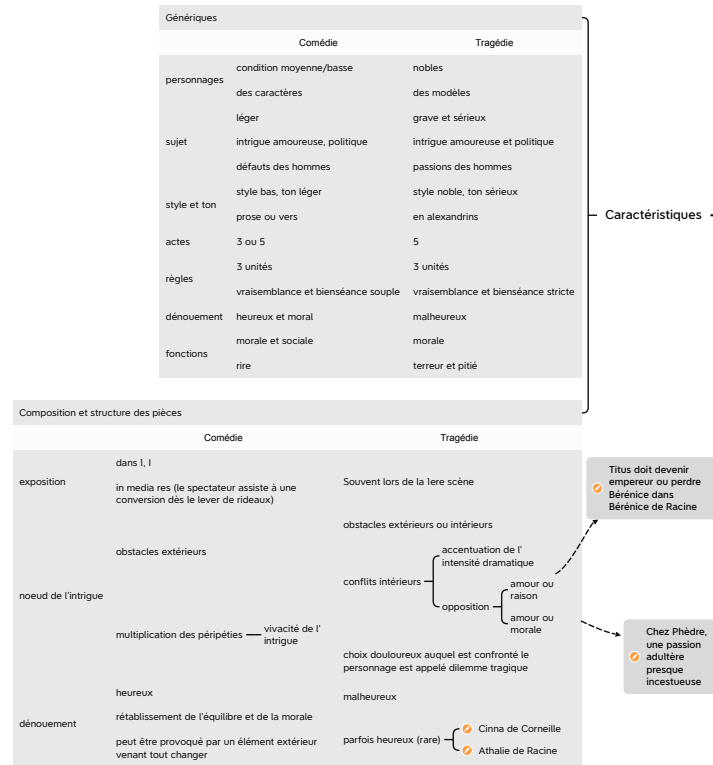 Génériques
Comédie Tragédie
personnages
condition moyenne/basse nobles
des caractères des modèles
sujet
léger grave et sérieux
intrigue amoureuse, politique intrigue amoureuse et politique
défauts des hommes passions des hommes
style et ton
style bas, ton léger style noble, ton sérieux
prose ou vers en alexandrins
actes 3 ou 5 5
règles
3 unités 3 unités
vraisemblance et bienséance souple vraisemblance et bienséance stricte
dénouement heureux et moral malheureux
fonctions
morale et sociale morale
rire terreur et pitié
Caractéristiques
Composition et structure des pièces
Comédie Tragédie
exposition
dans 1, I
in media res (le spectateur assiste à une
conversion dès le lever de rideaux)
Souvent lors de la 1ere scène
noeud de l'intrigue
obstacles extérieurs
multiplication des péripéties
vivacité de l'
intrigue
obstacles extérieurs ou intérieurs
conflits intérieurs
accentuation de l'
intensité dramatique
opposition
amour ou
raison
amour ou
morale
choix douloureux auquel est confronté le
personnage est appelé dilemme tragique
Titus doit devenir
empereur ou perdre
Bérénice dans
Bérénice de Racine
Chez Phèdre,
une passion
adultère
presque
incestueuse
dénouement
heureux
rétablissement de l'équilibre et de la morale
peut être provoqué par un élément extérieur
venant tout changer
malheureux
parfois heureux (rare)
Cinna de Corneille
Athalie de Racine